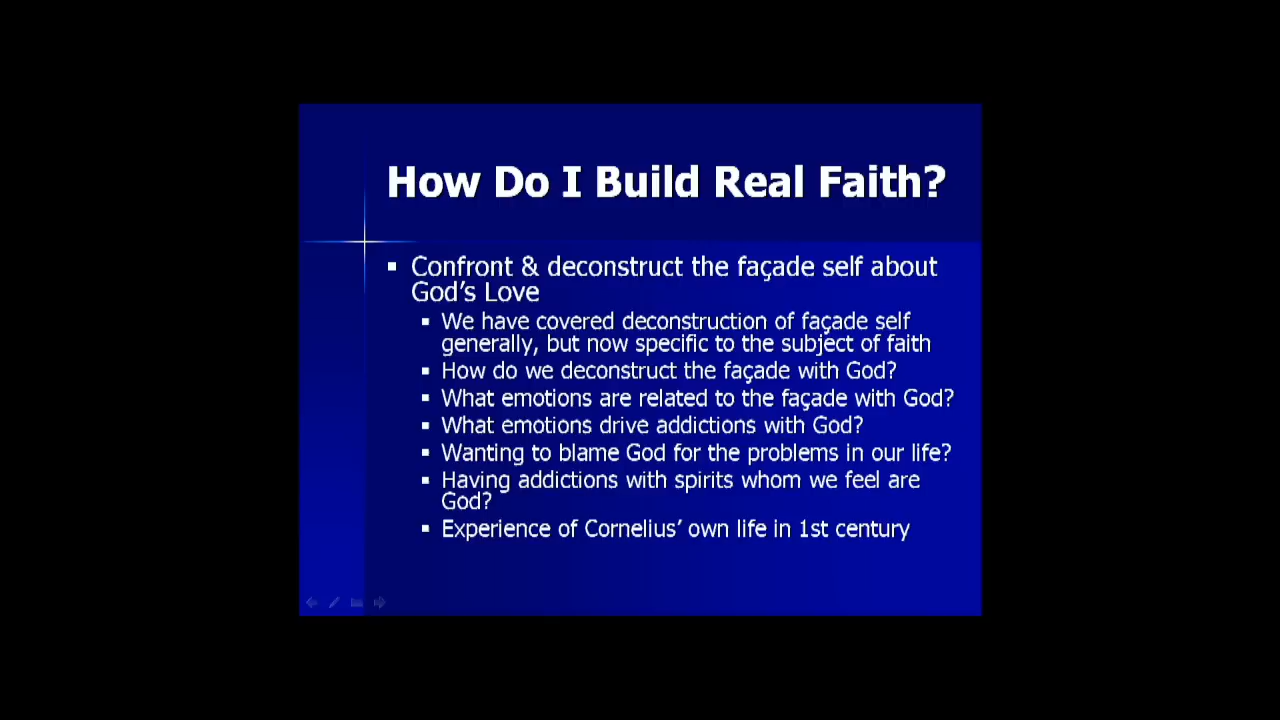 How Do I Build Real Faith?
▪ Confront & deconstruct the façade self about
God's Love
▪ We have covered deconstruction of façade self
generally, but now specific to the subject of faith
▪ How do we deconstruct the façade with God?
▪ What emotions are related to the façade with God?
▪ What emotions drive addictions with God?
▪ Wanting to blame God for the problems in our life?
▪ Having addictions with spirits whom we feel are
God?
▪ Experience of Cornelius' own life in 1st century